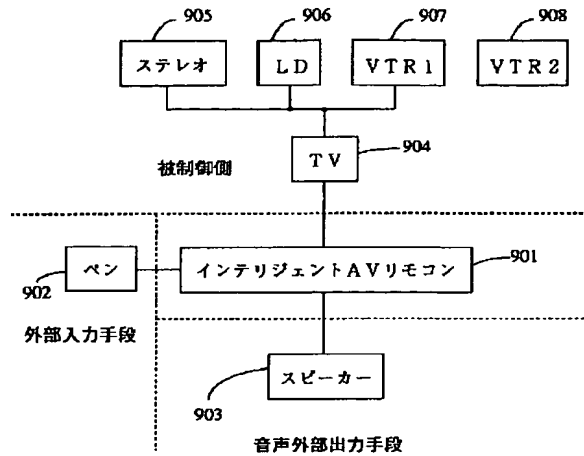 905
906
907
908
ステレオ
LD
VTR1
VTR2
TV
904
被制御側
ペン
902
インテリジェントAVリモコン
901
外部入力手段
スピーカー
903
音声外部出力手段